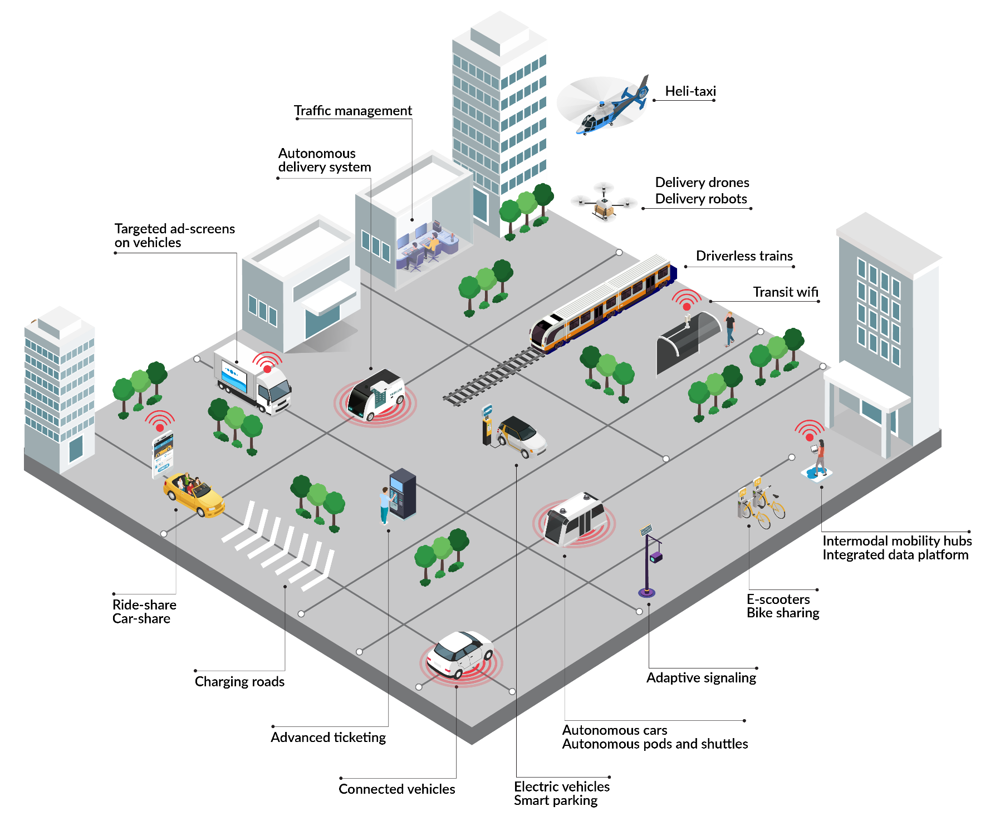 Heli-taxi
Traffic management
Autonomous
delivery system
Delivery drones
Delivery robots
Targeted ad-screens
on vehicles
Driverless trains
Transit wifi
Intermodal mobility hubs
Integrated data platform
E-scooters
Bike sharing
Ride-share
Car-share
Charging roads
Adaptive signaling
Advanced ticketing
Autonomous cars
Autonomous pods and shuttles
Connected vehicles
Electric vehicles
Smart parking